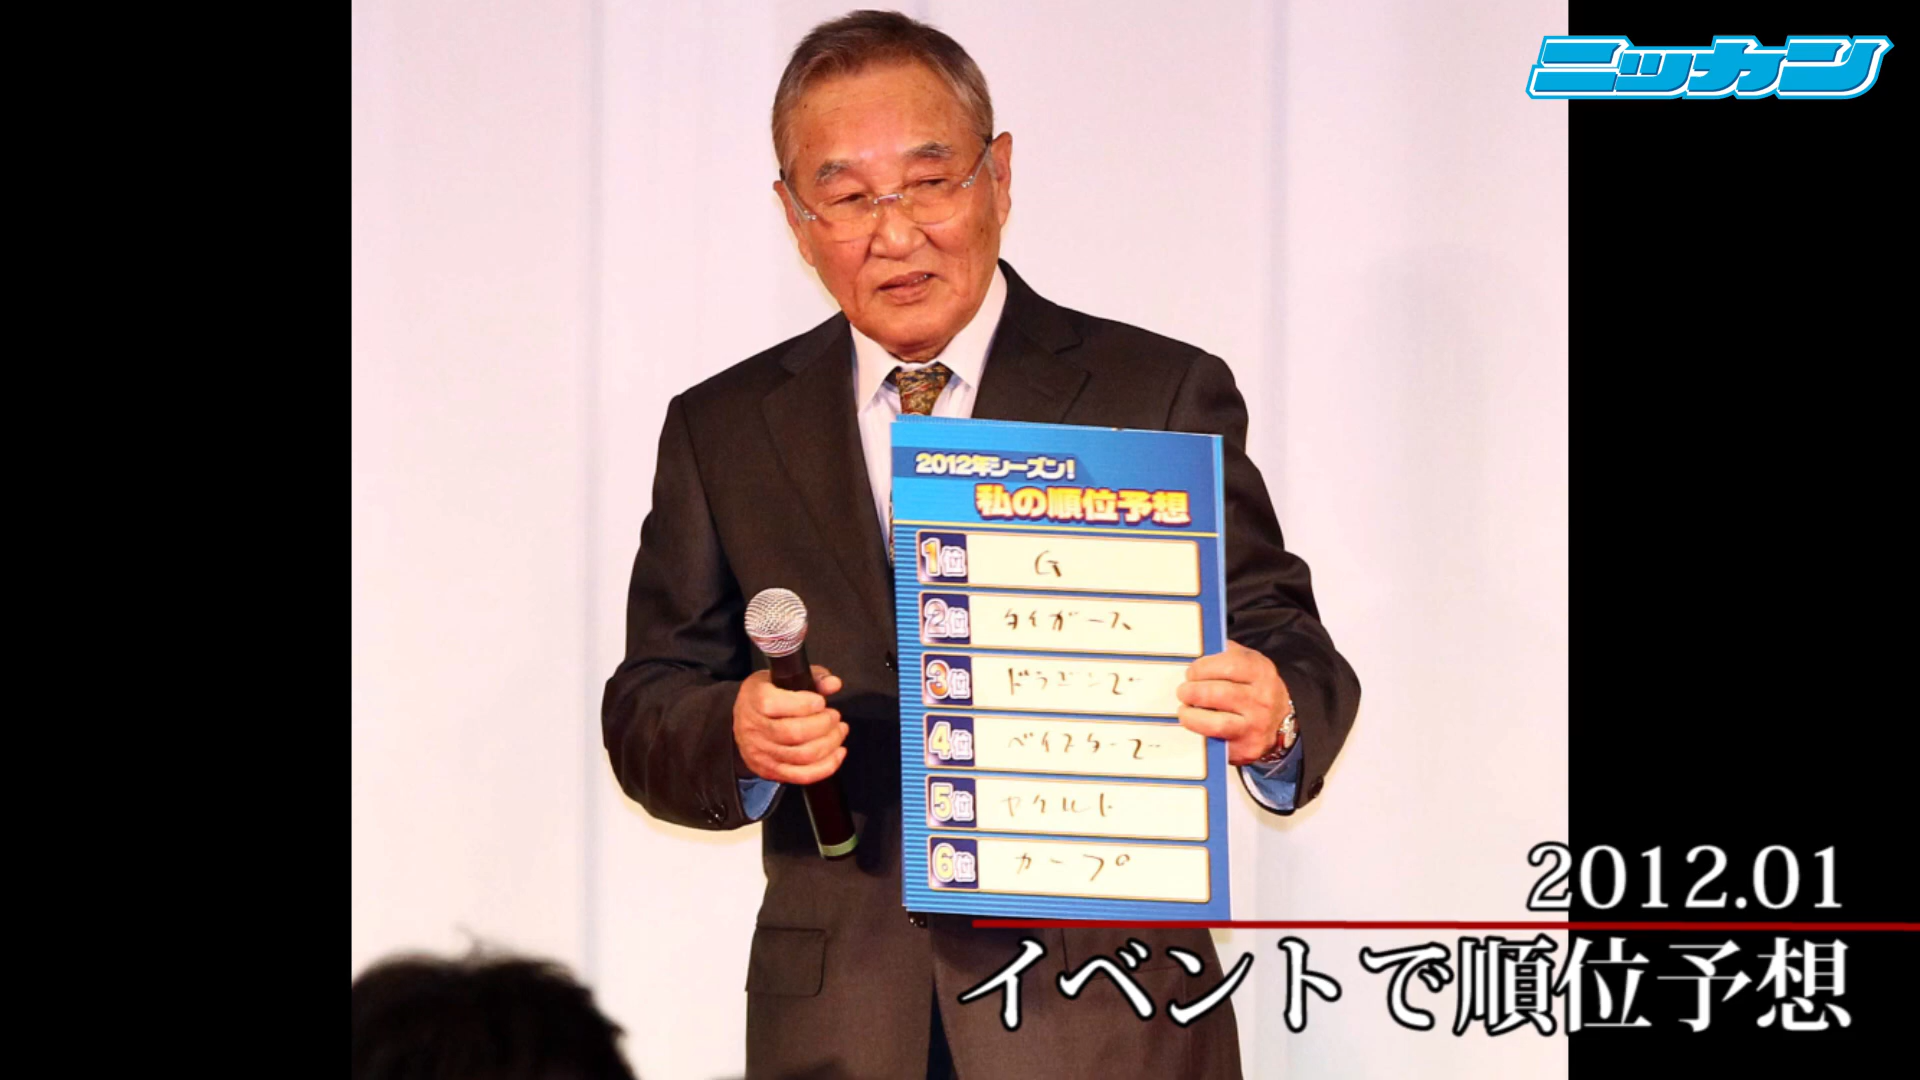 ニッカン
2012年シーズン!
私の順位予想
1位 G
2位 タイガース
3位 ドラゴンズ
4位 ベイスターズ
5位 ヤクルト
6位 カープ
2012.01
イベントで順位予想